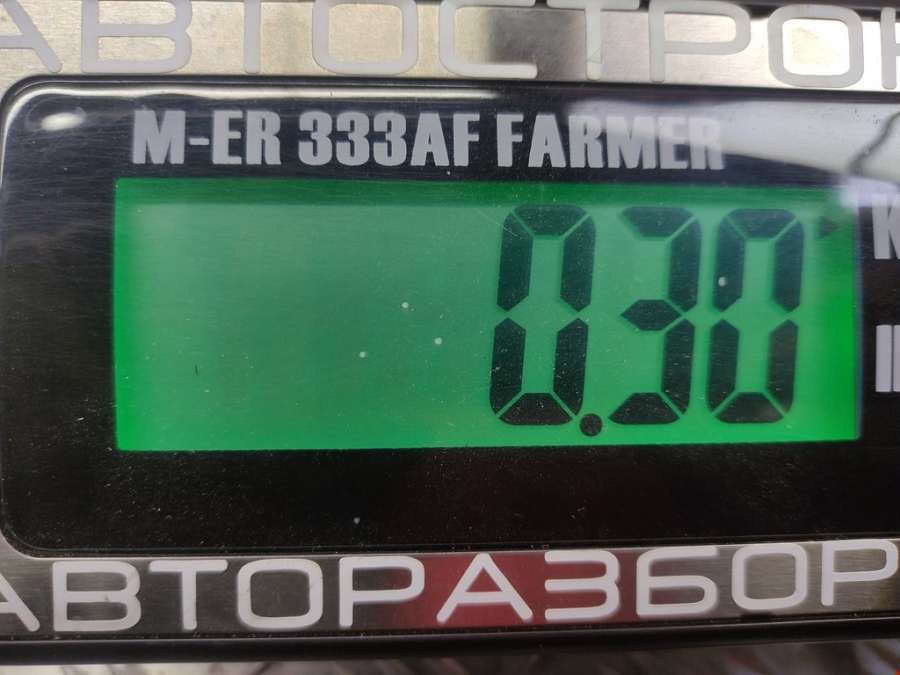 АВТОСТРО
M-ER 333AF FARMER
0.30
К
АВТОРАЗБОР